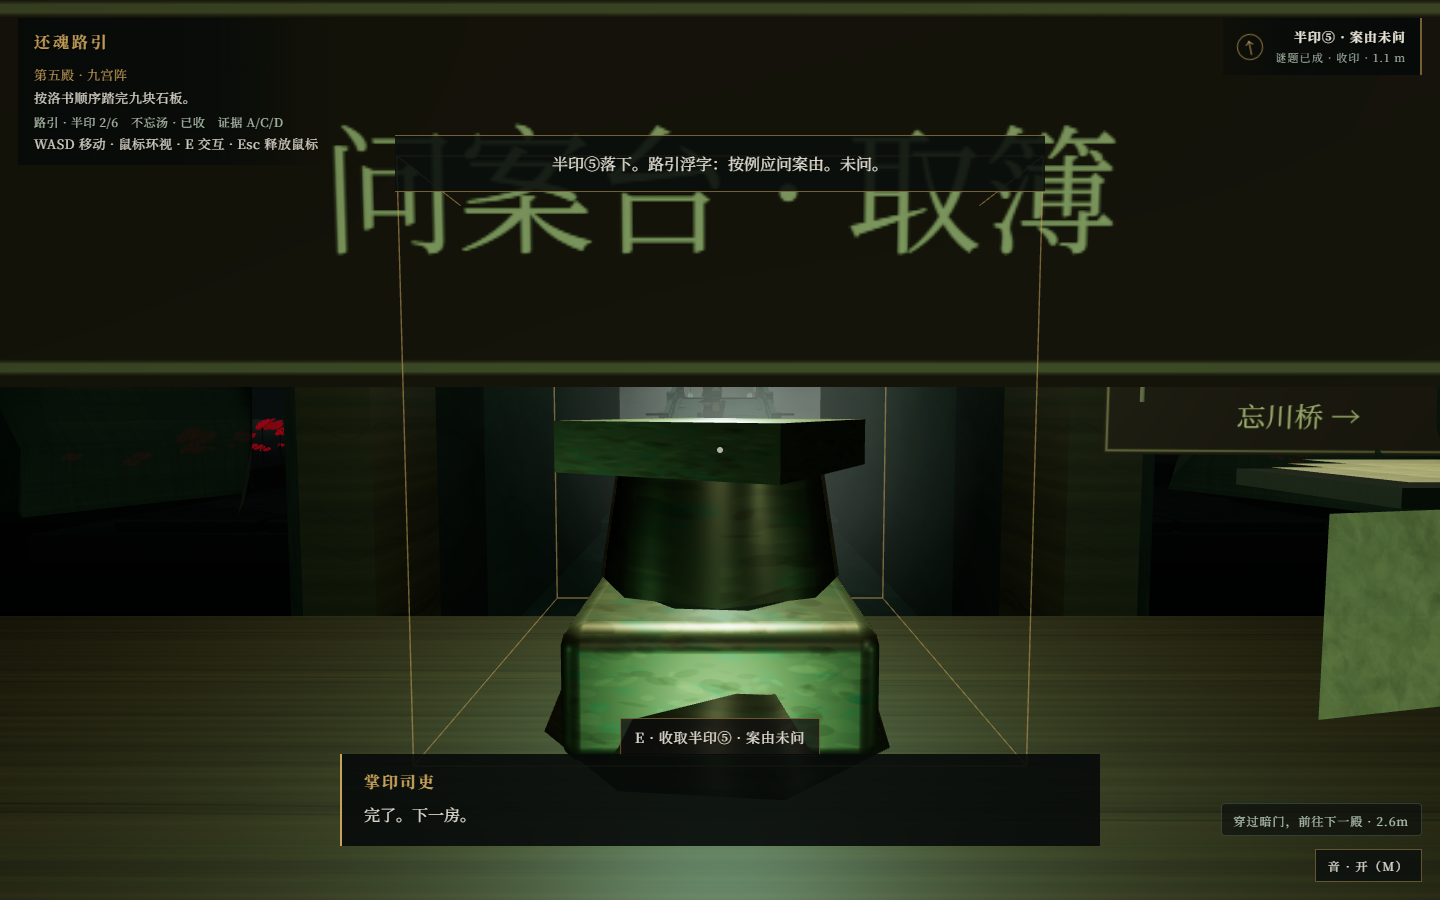 还魂路引
第五殿 · 九宫阵
按洛书顺序踏完九块石板。
路引 · 半印 2/6 不忘汤 · 已收 证据 A/C/D
WASD 移动 · 鼠标环视 · E 交互 · Esc 释放鼠标
半印⑤ · 案由未问
谜题已成 · 收印 · 1.1 m
半印⑤落下。路引浮字：按例应问案由。未问。
问案台 · 取簿
忘川桥 →
E · 收取半印⑤ · 案由未问
掌印司吏
完了。下一房。
穿过暗门，前往下一殿 · 2.6m
音 · 开（M）